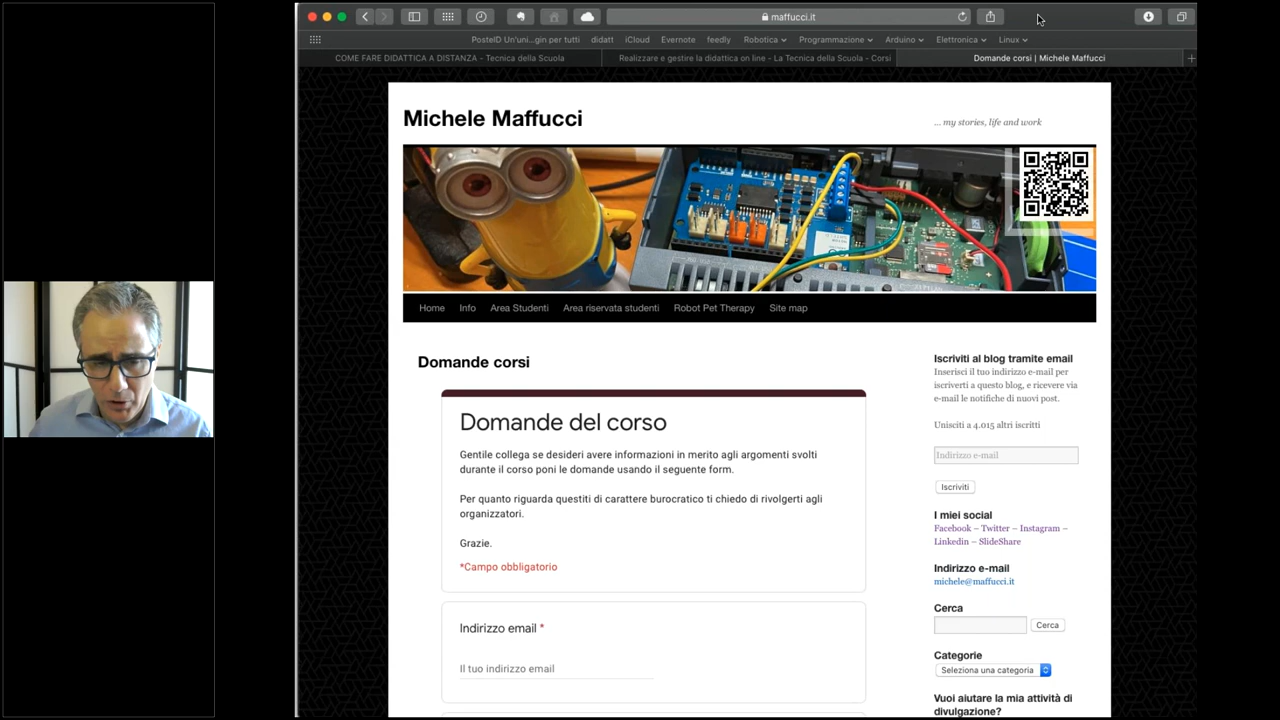 maffucci.it
PosteID Un'uni...gin per tutti
didatt
iCloud
Evernote
feedly
Robotica
Programmazione
Arduino
Elettronica
Linux
COME FARE DIDATTICA A DISTANZA - Tecnica della Scuola
Realizzare e gestire la didattica on line - La Tecnica della Scuola - Corsi
Domande corsi | Michele Maffucci
Michele Maffucci
... my stories, life and work
Home
Info
Area Studenti
Area riservata studenti
Robot Pet Therapy
Site map
Domande corsi
Domande del corso
Gentile collega se desideri avere informazioni in merito agli argomenti svolti
durante il corso poni le domande usando il seguente form.
Per quanto riguarda questiti di carattere burocratico ti chiedo di rivolgerti agli
organizzatori.
Grazie.
*Campo obbligatorio
Indirizzo email *
Il tuo indirizzo email
Iscriviti al blog tramite email
Inserisci il tuo indirizzo e-mail per
iscriverti a questo blog, e ricevere via
e-mail le notifiche di nuovi post.
Unisciti a 4.015 altri iscritti
Indirizzo e-mail
Iscriviti
I miei social
Facebook – Twitter – Instagram –
Linkedin – SlideShare
Indirizzo e-mail
michele@maffucci.it
Cerca
Cerca
Categorie
Seleziona una categoria
Vuoi aiutare la mia attività di
divulgazione?